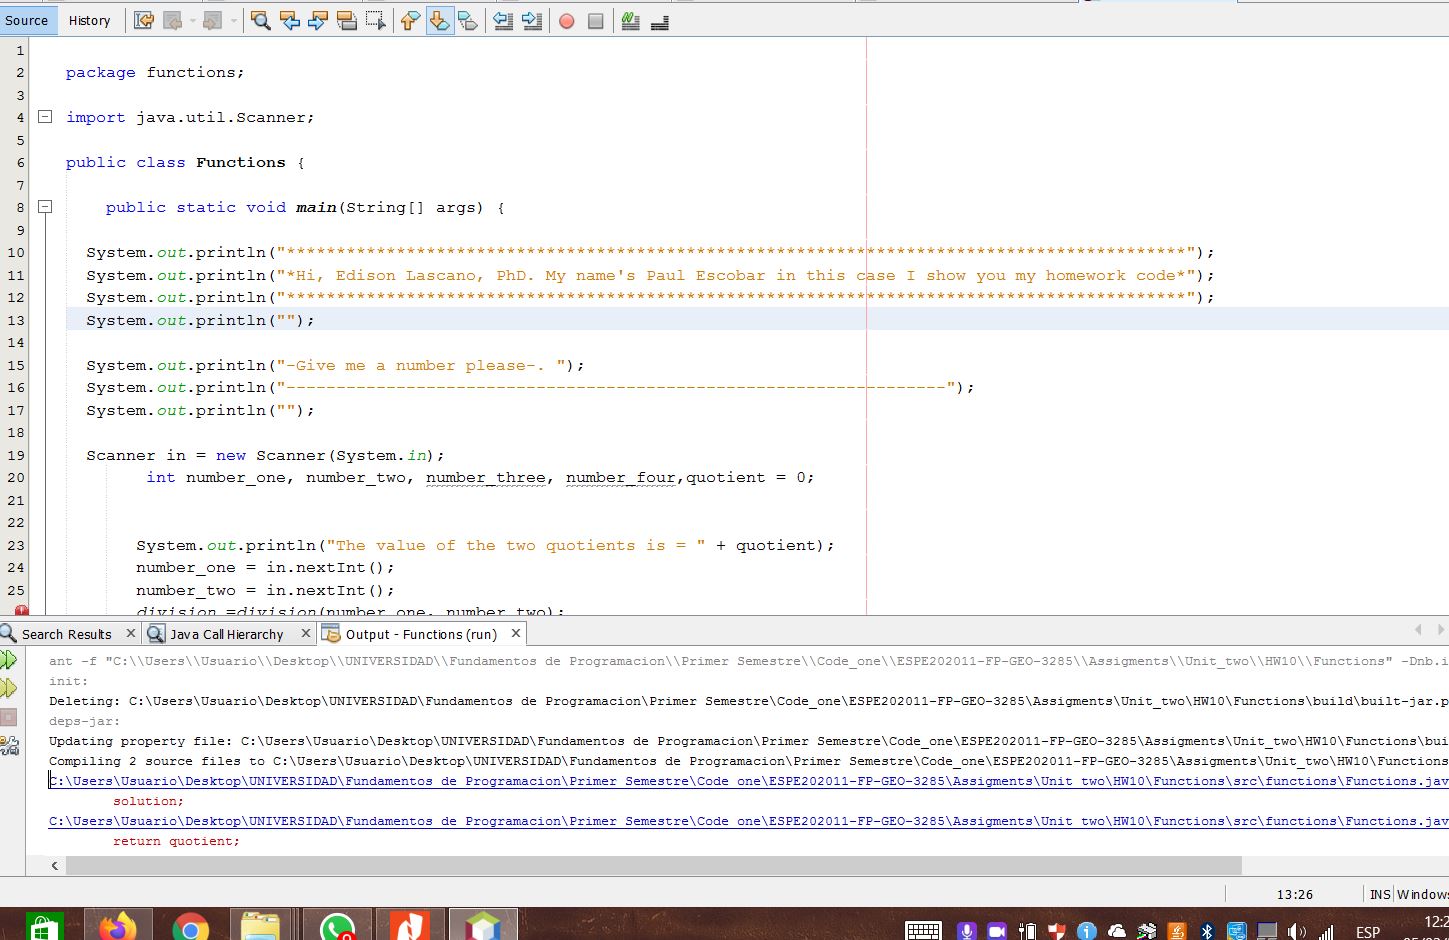 Source History
1
2 package functions;
3
4 import java.util.Scanner;
5
6 public class Functions {
7
8 public static void main(String[] args) {
9
10 System.out.println("******************************************************************************************");
11 System.out.println("*Hi, Edison Lascano, PhD. My name's Paul Escobar in this case I show you my homework code*");
12 System.out.println("******************************************************************************************");
13 System.out.println("");
14
15 System.out.println("-Give me a number please-. ");
16 System.out.println("------------------------------------------------------------------");
17 System.out.println("");
18
19 Scanner in = new Scanner(System.in);
20 int number_one, number_two, number_three, number_four,quotient = 0;
21
22
23 System.out.println("The value of the two quotients is = " + quotient);
24 number_one = in.nextInt();
25 number_two = in.nextInt();
division =division(number_one, number_two);
Search Results Java Call Hierarchy Output - Functions (run)
ant -f "C:\\Users\\Usuario\\Desktop\\UNIVERSIDAD\\Fundamentos de Programacion\\Primer Semestre\\Code_one\\ESPE202011-FP-GEO-3285\\Assigments\\Unit_two\\HW10\\Functions" -Dnb.i
init:
Deleting: C:\Users\Usuario\Desktop\UNIVERSIDAD\Fundamentos de Programacion\Primer Semestre\Code_one\ESPE202011-FP-GEO-3285\Assigments\Unit_two\HW10\Functions\build\built-jar.p
deps-jar:
Updating property file: C:\Users\Usuario\Desktop\UNIVERSIDAD\Fundamentos de Programacion\Primer Semestre\Code_one\ESPE202011-FP-GEO-3285\Assigments\Unit_two\HW10\Functions\bui
Compiling 2 source files to C:\Users\Usuario\Desktop\UNIVERSIDAD\Fundamentos de Programacion\Primer Semestre\Code_one\ESPE202011-FP-GEO-3285\Assigments\Unit_two\HW10\Functions
C:\Users\Usuario\Desktop\UNIVERSIDAD\Fundamentos de Programacion\Primer Semestre\Code_one\ESPE202011-FP-GEO-3285\Assigments\Unit_two\HW10\Functions\src\functions\Functions.jav
solution;
C:\Users\Usuario\Desktop\UNIVERSIDAD\Fundamentos de Programacion\Primer Semestre\Code_one\ESPE202011-FP-GEO-3285\Assigments\Unit_two\HW10\Functions\src\functions\Functions.jav
return quotient;
13:26 INS Windows
ESP 12:2